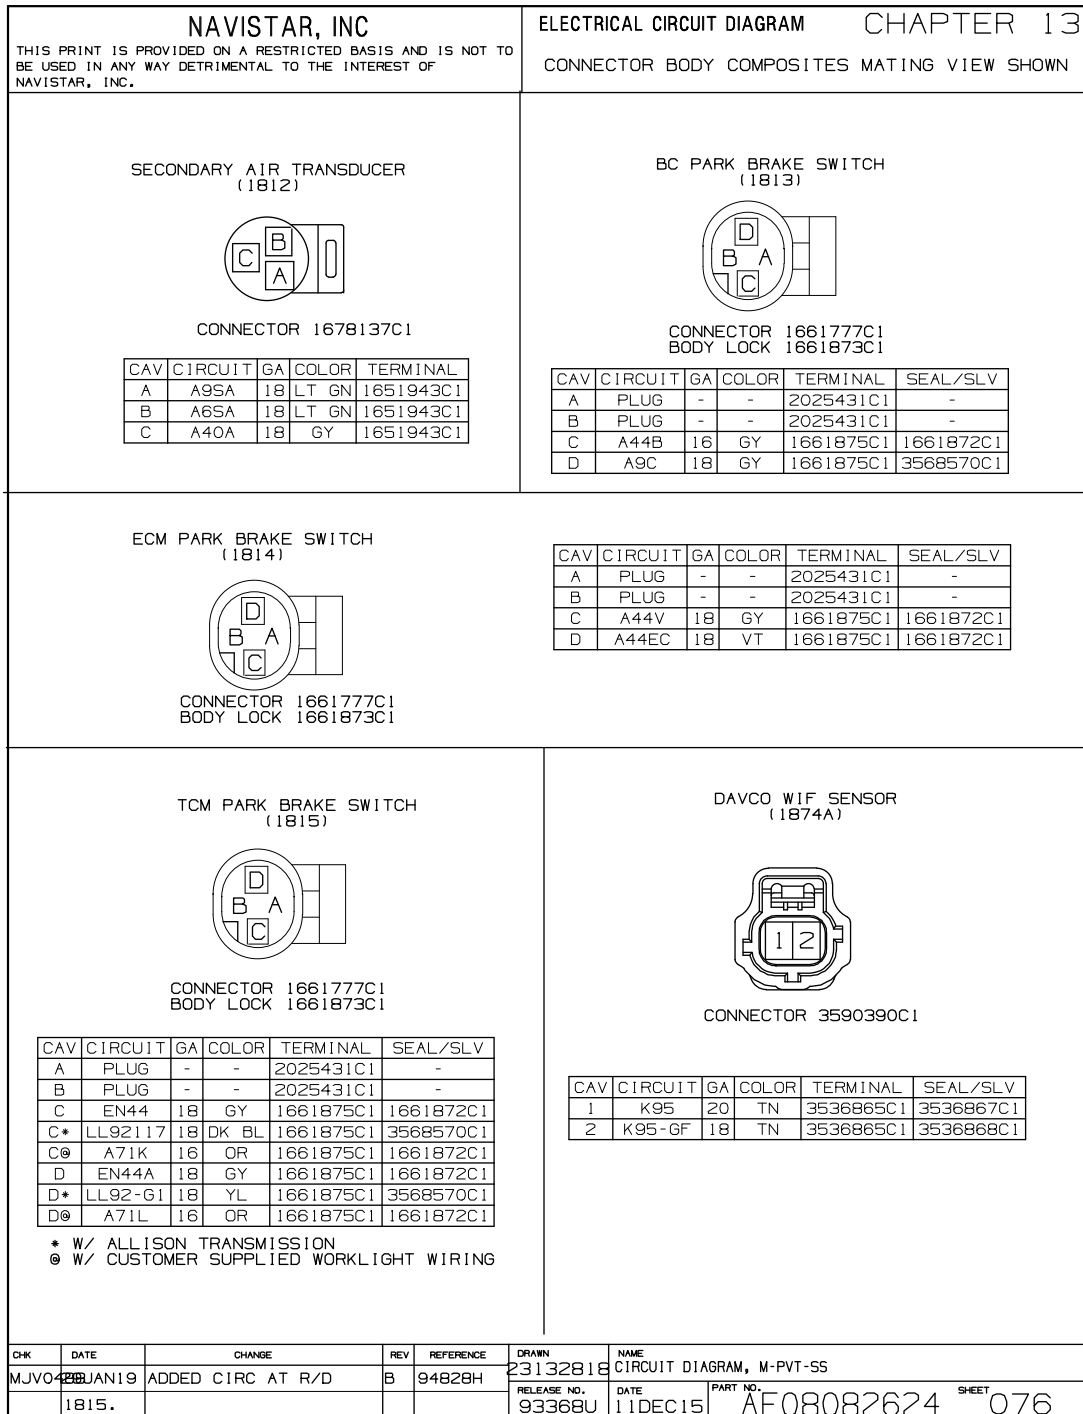 NAVISTAR, INC
THIS PRINT IS PROVIDED ON A RESTRICTED BASIS AND IS NOT TO
BE USED IN ANY WAY DETRIMENTAL TO THE INTEREST OF
NAVISTAR, INC.
ELECTRICAL CIRCUIT DIAGRAM CHAPTER 13
CONNECTOR BODY COMPOSITES MATING VIEW SHOWN
SECONDARY AIR TRANSDUCER
(1812)
B
C
A
CONNECTOR 1678137C1
CAV CIRCUIT GA COLOR TERMINAL
A A9SA 18 LT GN 1651943C1
B A6SA 18 LT GN 1651943C1
C A40A 18 GY 1651943C1
BC PARK BRAKE SWITCH
(1813)
D
B A
C
CONNECTOR 1661777C1
BODY LOCK 1661873C1
CAV CIRCUIT GA COLOR TERMINAL SEAL/SLV
A PLUG - - 2025431C1 -
B PLUG - - 2025431C1 -
C A44B 16 GY 1661875C1 1661872C1
D A9C 18 GY 1661875C1 3568570C1
ECM PARK BRAKE SWITCH
(1814)
D
B A
C
CONNECTOR 1661777C1
BODY LOCK 1661873C1
CAV CIRCUIT GA COLOR TERMINAL SEAL/SLV
A PLUG - - 2025431C1 -
B PLUG - - 2025431C1 -
C A44V 18 GY 1661875C1 1661872C1
D A44EC 18 VT 1661875C1 1661872C1
TCM PARK BRAKE SWITCH
(1815)
D
B A
C
CONNECTOR 1661777C1
BODY LOCK 1661873C1
CAV CIRCUIT GA COLOR TERMINAL SEAL/SLV
A PLUG - - 2025431C1 -
B PLUG - - 2025431C1 -
C EN44 18 GY 1661875C1 1661872C1
C* LL92117 18 DK BL 1661875C1 3568570C1
C@ A71K 16 OR 1661875C1 1661872C1
D EN44A 18 GY 1661875C1 1661872C1
D* LL92-G1 18 YL 1661875C1 3568570C1
D@ A71L 16 OR 1661875C1 1661872C1
* W/ ALLISON TRANSMISSION
@ W/ CUSTOMER SUPPLIED WORKLIGHT WIRING
DAVCO WIF SENSOR
(1874A)
1 2
CONNECTOR 3590390C1
CAV CIRCUIT GA COLOR TERMINAL SEAL/SLV
1 K95 20 TN 3536865C1 3536867C1
2 K95-GF 18 TN 3536865C1 3536868C1
CHK DATE CHANGE REV REFERENCE
ADDED CIRC AT R/D B 94828H
1815.
DRAWN 23132818
NAME
CIRCUIT DIAGRAM, M-PVT-SS
RELEASE NO. 93368U
DATE 11DEC15
PART NO. AF08082624
SHEET 076